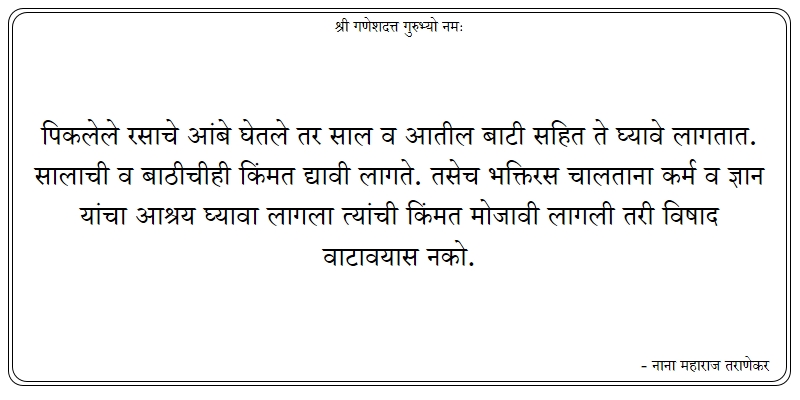 श्री गणेशदत्त गुरुभ्यो नमः
पिकलेले रसाचे आंबे घेतले तर साल व आतील बाटी सहित ते घ्यावे लागतात.
सालाची व बाठीचीही किंमत द्यावी लागते. तसेच भक्तिरस चालताना कर्म व ज्ञान
यांचा आश्रय घ्यावा लागला त्यांची किंमत मोजावी लागली तरी विषाद
वाटावयास नको.
- नाना महाराज तराणेकर